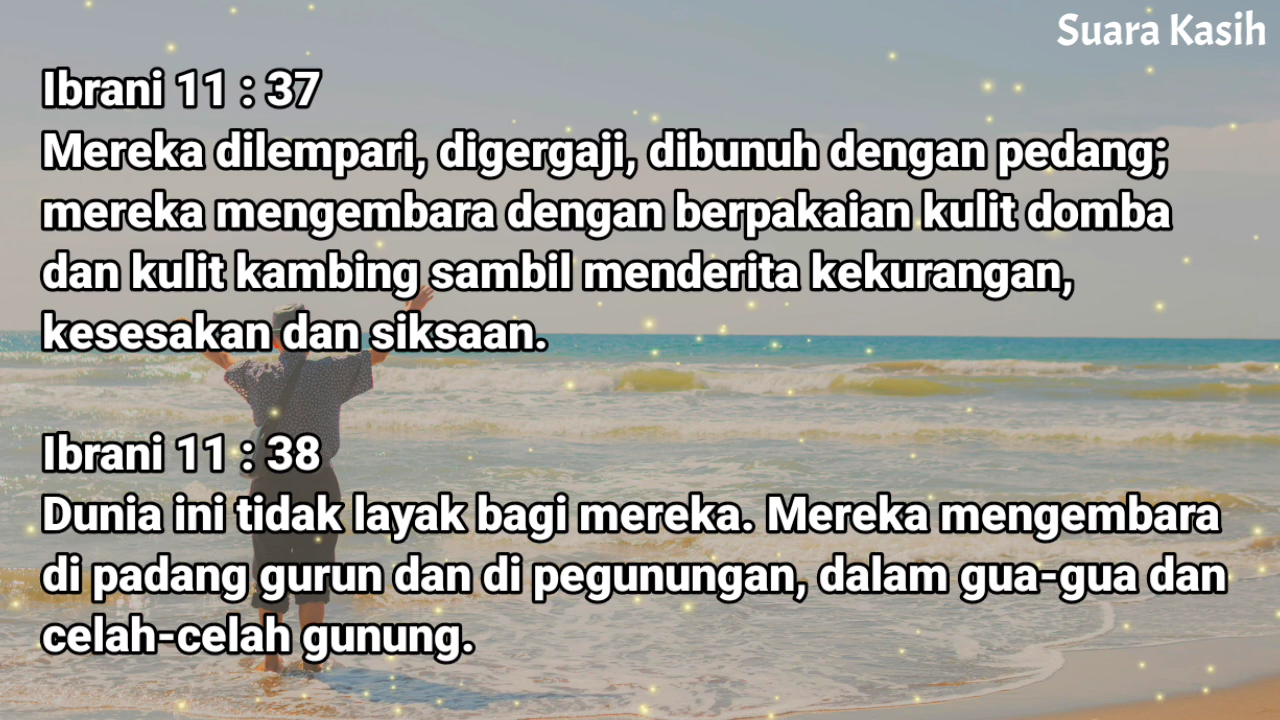 Suara Kasih
Ibrani 11 : 37
Mereka dilempari, digergaji, dibunuh dengan pedang;
mereka mengembara dengan berpakaian kulit domba
dan kulit kambing sambil menderita kekurangan,
kesesakan dan siksaan.
Ibrani 11 : 38
Dunia ini tidak layak bagi mereka. Mereka mengembara
di padang gurun dan di pegunungan, dalam gua-gua dan
celah-celah gunung.